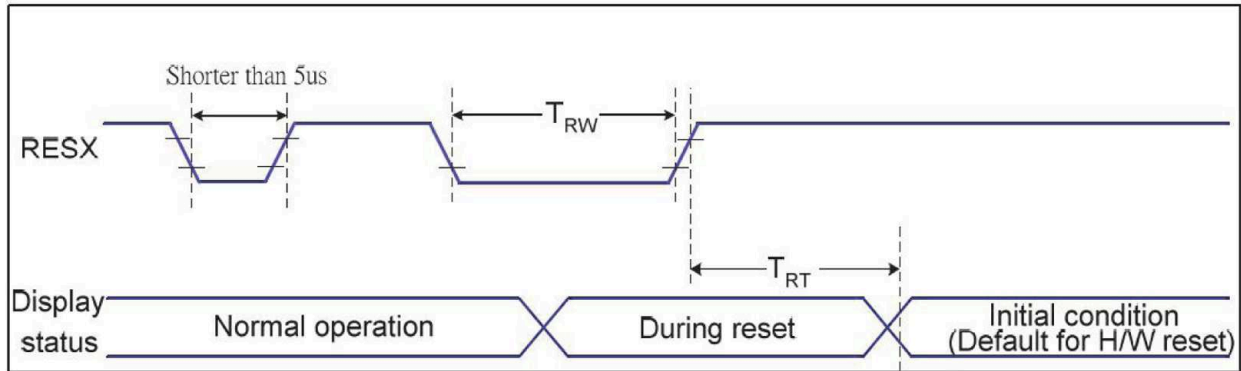 Shorter than 5us
RESX
TRW
TRT
Display
status
Normal operation
During reset
Initial condition
(Default for H/W reset)